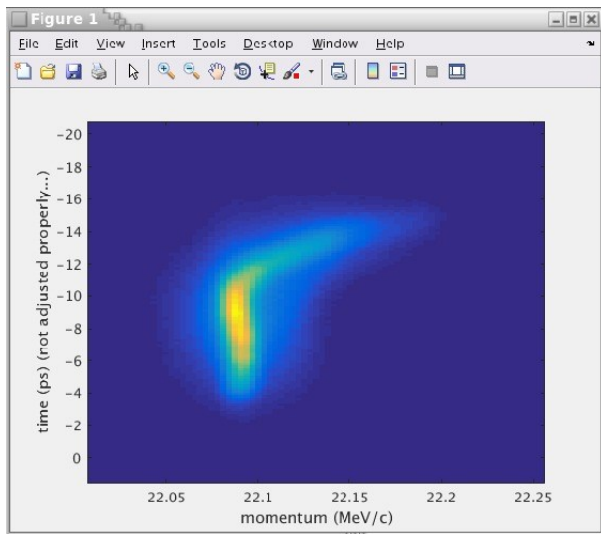 Figure 1
File Edit View Insert Tools Desktop Window Help
-20
-18
-16
-14
-12
-10
-8
-6
-4
-2
0
time (ps) (not adjusted properly...)
22.05 22.1 22.15 22.2 22.25
momentum (MeV/c)